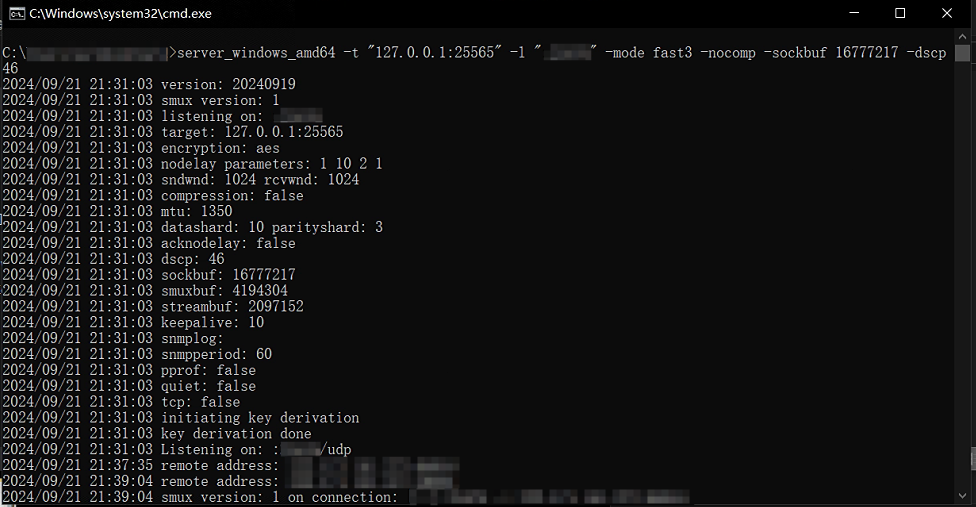 C:\Windows\system32\cmd.exe
C:\ >server_windows_amd64 -t "127.0.0.1:25565" -l " " -mode fast3 -nocomp -sockbuf 16777217 -dscp
46
2024/09/21 21:31:03 version: 20240919
2024/09/21 21:31:03 smux version: 1
2024/09/21 21:31:03 listening on:
2024/09/21 21:31:03 target: 127.0.0.1:25565
2024/09/21 21:31:03 encryption: aes
2024/09/21 21:31:03 nodelay parameters: 1 10 2 1
2024/09/21 21:31:03 sndwnd: 1024 rcvwnd: 1024
2024/09/21 21:31:03 compression: false
2024/09/21 21:31:03 mtu: 1350
2024/09/21 21:31:03 datashard: 10 parityshard: 3
2024/09/21 21:31:03 acknodelay: false
2024/09/21 21:31:03 dscp: 46
2024/09/21 21:31:03 sockbuf: 16777217
2024/09/21 21:31:03 smuxbuf: 4194304
2024/09/21 21:31:03 streambuf: 2097152
2024/09/21 21:31:03 keepalive: 10
2024/09/21 21:31:03 snmplog:
2024/09/21 21:31:03 snmpperiod: 60
2024/09/21 21:31:03 pprof: false
2024/09/21 21:31:03 quiet: false
2024/09/21 21:31:03 tcp: false
2024/09/21 21:31:03 initiating key derivation
2024/09/21 21:31:03 key derivation done
2024/09/21 21:31:03 Listening on: : /udp
2024/09/21 21:37:35 remote address:
2024/09/21 21:39:04 remote address:
2024/09/21 21:39:04 smux version: 1 on connection: